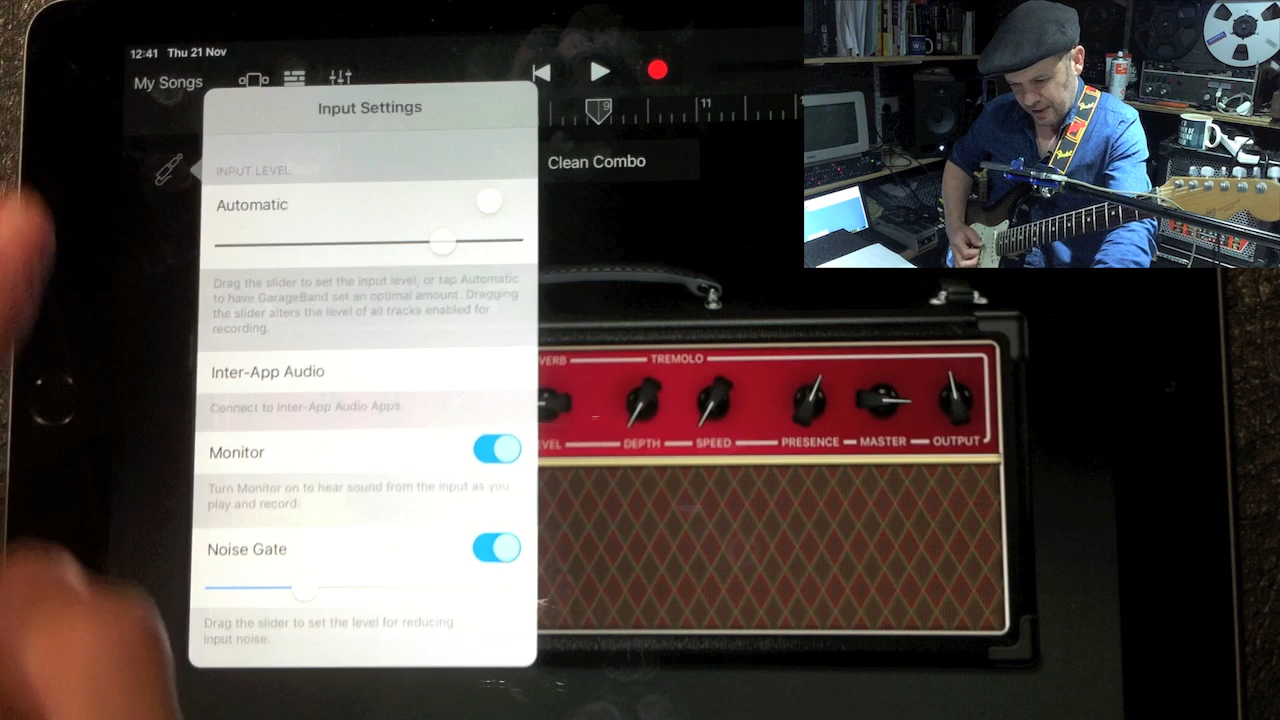 12:41 Thu 21 Nov
My Songs
Input Settings
9
11
Clean Combo
INPUT LEVEL
Automatic
Drag the slider to set the input level, or tap Automatic
to have GarageBand set an optimal amount. Dragging
the slider alters the level of all tracks enabled for
recording.
Inter-App Audio
Connect to Inter-App Audio Apps
Monitor
Turn Monitor on to hear sound from the input as you
play and record.
Noise Gate
Drag the slider to set the level for reducing
input noise.
VERB TREMOLO
EVEL DEPTH SPEED PRESENCE MASTER OUTPUT
Fender